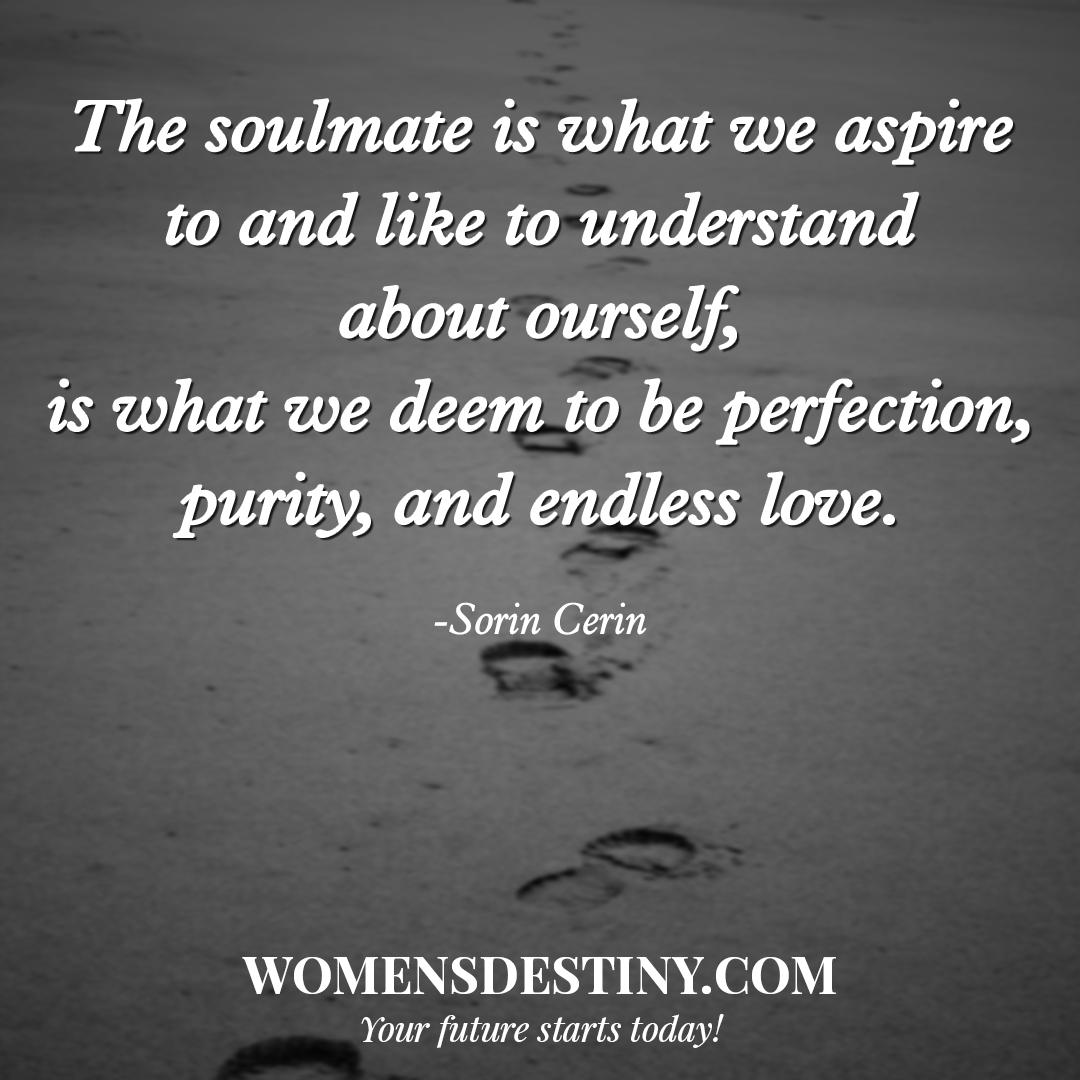 The soulmate is what we aspire
to and like to understand
about ourself,
is what we deem to be perfection,
purity, and endless love.
-Sorin Cerin
WOMENSDESTINY.COM
Your future starts today!